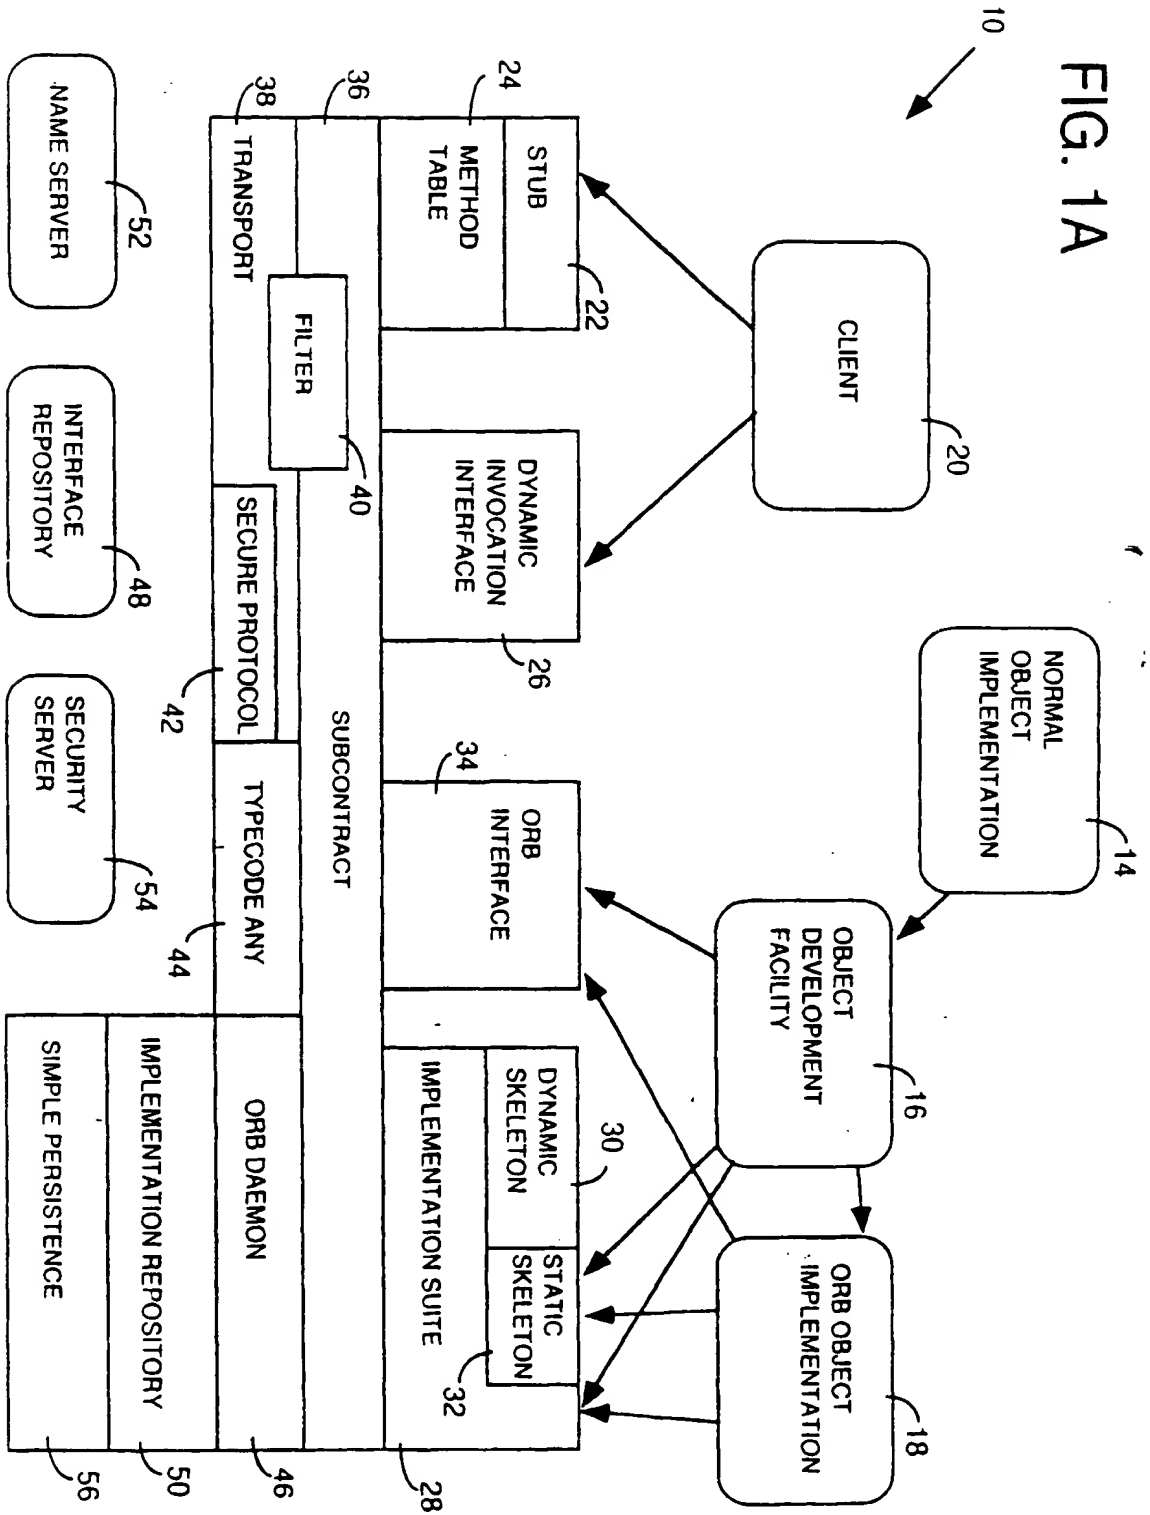 FIG. 1A
10
CLIENT
20
NORMAL
OBJECT
IMPLEMENTATION
14
OBJECT
DEVELOPMENT
FACILITY
16
ORB OBJECT
IMPLEMENTATION
18
STUB
22
24
METHOD
TABLE
DYNAMIC
INVOCATION
INTERFACE
26
34
ORB
INTERFACE
DYNAMIC
SKELETON
30
STATIC
SKELETON
32
IMPLEMENTATION SUITE
28
36
SUBCONTRACT
FILTER
40
38
TRANSPORT
SECURE PROTOCOL
42
TYPECODE ANY
44
ORB DAEMON
46
IMPLEMENTATION REPOSITORY
50
SIMPLE PERSISTENCE
56
NAME SERVER
52
INTERFACE
REPOSITORY
48
SECURITY
SERVER
54